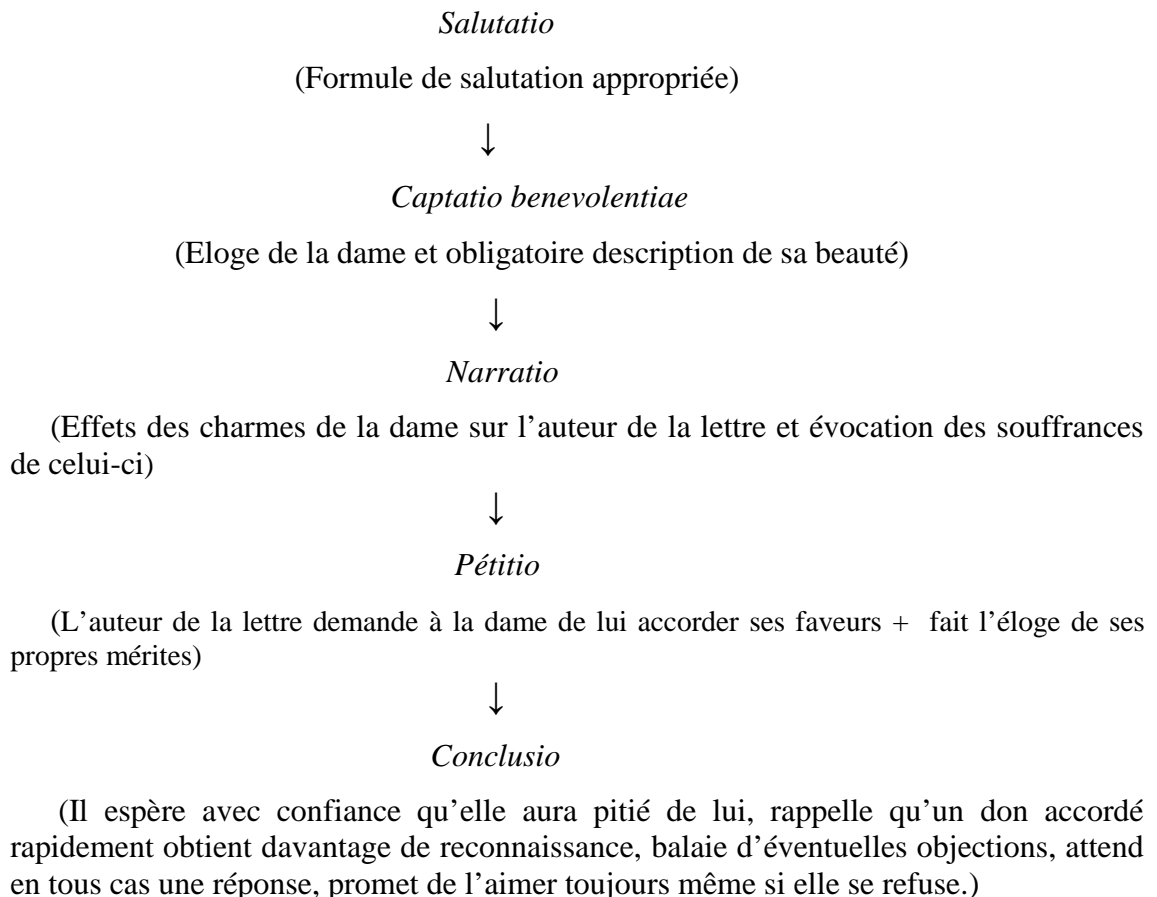 Salutatio
(Formule de salutation appropriée)
↓
Captatio benevolentiae
(Eloge de la dame et obligatoire description de sa beauté)
↓
Narratio
(Effets des charmes de la dame sur l’auteur de la lettre et évocation des souffrances
de celui-ci)
↓
Pétitio
(L’auteur de la lettre demande à la dame de lui accorder ses faveurs + fait l’éloge de ses
propres mérites)
↓
Conclusio
(Il espère avec confiance qu’elle aura pitié de lui, rappelle qu’un don accordé
rapidement obtient davantage de reconnaissance, balaie d’éventuelles objections, attend
en tous cas une réponse, promet de l’aimer toujours même si elle se refuse.)